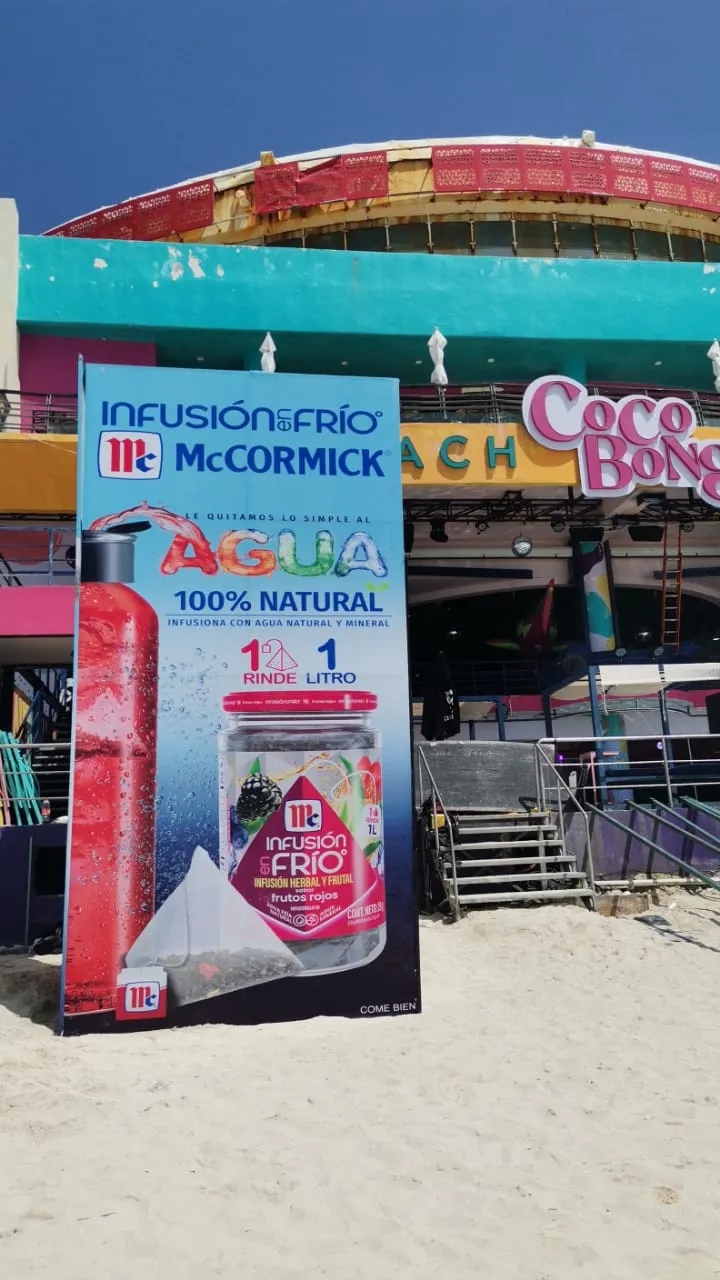 INFUSIÓN en FRÍO
Mc McCORMICK
LE QUITAMOS LO SIMPLE AL
AGUA
100% NATURAL
INFUSIONA CON AGUA NATURAL Y MINERAL
1 1
RINDE LITRO
Mc
1
1L
INFUSIÓN
en FRÍO
INFUSIÓN HERBAL Y FRUTAL
sabor
frutos rojos
CONT. NETO
Mc
COME BIEN
ACH
COCO
BONG